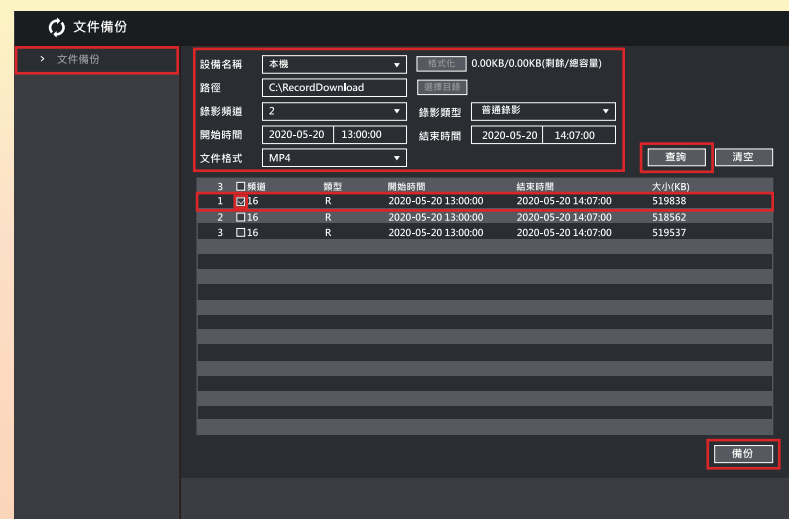 文件備份
文件備份
設備名稱 本機 格式化 0.00KB/0.00KB(剩餘/總容量)
路徑 C:\RecordDownload 選擇目錄
錄影頻道 2 錄影類型 普通錄影
開始時間 2020-05-20 13:00:00 結束時間 2020-05-20 14:07:00
文件格式 MP4 查詢 清空
3 頻道 類型 開始時間 結束時間 大小(KB)
1 16 R 2020-05-20 13:00:00 2020-05-20 14:07:00 519838
2 16 R 2020-05-20 13:00:00 2020-05-20 14:07:00 518562
3 16 R 2020-05-20 13:00:00 2020-05-20 14:07:00 519537
備份